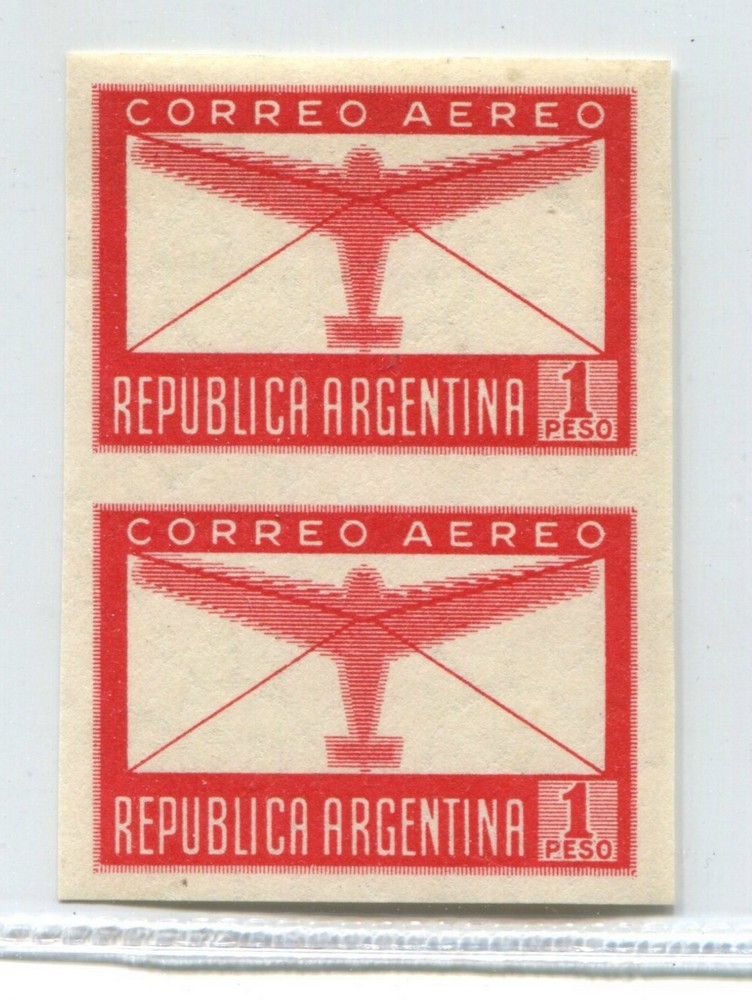 CORREO AEREO
REPUBLICA ARGENTINA
1
PESO
CORREO AEREO
REPUBLICA ARGENTINA
1
PESO